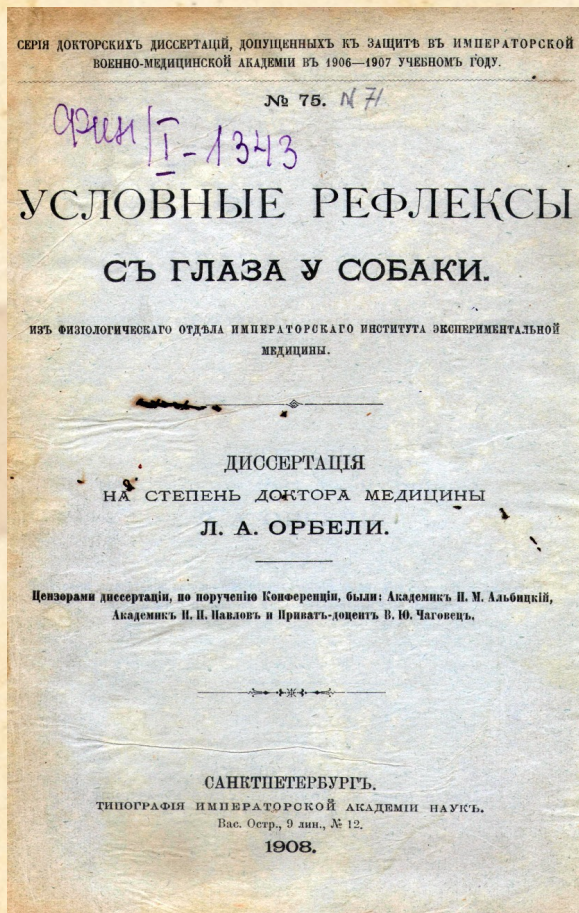 СЕРІЯ ДОКТОРСКИХЪ ДИССЕРТАЦІЙ, ДОПУЩЕННЫХЪ КЪ ЗАЩИТѢ ВЪ ИМПЕРАТОРСКОЙ
ВОЕННО-МЕДИЦИНСКОЙ АКАДЕМІИ ВЪ 1906—1907 УЧЕБНОМЪ ГОДУ.
№ 75. N 71
Фин/I-1343
УСЛОВНЫЕ РЕФЛЕКСЫ
СЪ ГЛАЗА У СОБАКИ.
ИЗЪ ФИЗІОЛОГИЧЕСКАГО ОТДѢЛА ИМПЕРАТОРСКАГО ИНСТИТУТА ЭКСПЕРИМЕНТАЛЬНОЙ
МЕДИЦИНЫ.
ДИССЕРТАЦІЯ
НА СТЕПЕНЬ ДОКТОРА МЕДИЦИНЫ
Л. А. ОРБЕЛИ.
Цензорами диссертаціи, по порученію Конференціи, были: Академикъ П. М. Альбицкій,
Академикъ И. П. Павловъ и Приватъ-доцентъ В. Ю. Чаговецъ.
САНКТПЕТЕРБУРГЪ.
ТИПОГРАФІЯ ИМПЕРАТОРСКОЙ АКАДЕМІИ НАУКЪ.
Вас. Остр., 9 лин., № 12.
1908.